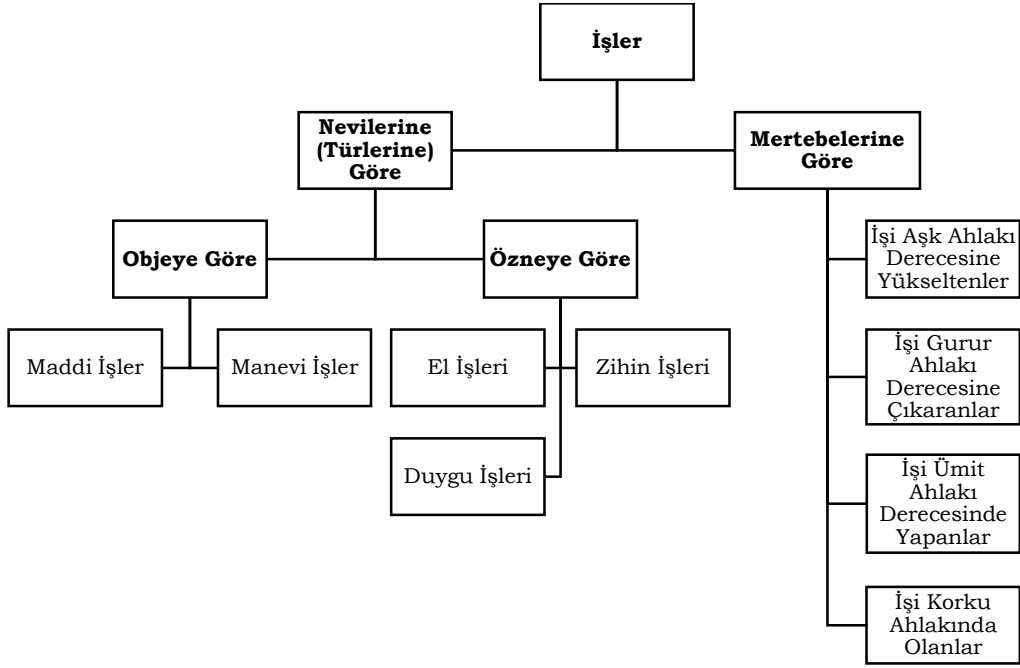 İşler
Nevilerine
(Türlerine)
Göre
Mertebelerine
Göre
Objeye Göre
Özneye Göre
Maddi İşler
Manevi İşler
El İşleri
Zihin İşleri
Duygu İşleri
İşi Aşk Ahlakı
Derecesine
Yükseltenler
İşi Gurur
Ahlakı
Derecesine
Çıkaranlar
İşi Ümit
Ahlakı
Derecesinde
Yapanlar
İşi Korku
Ahlakında
Olanlar